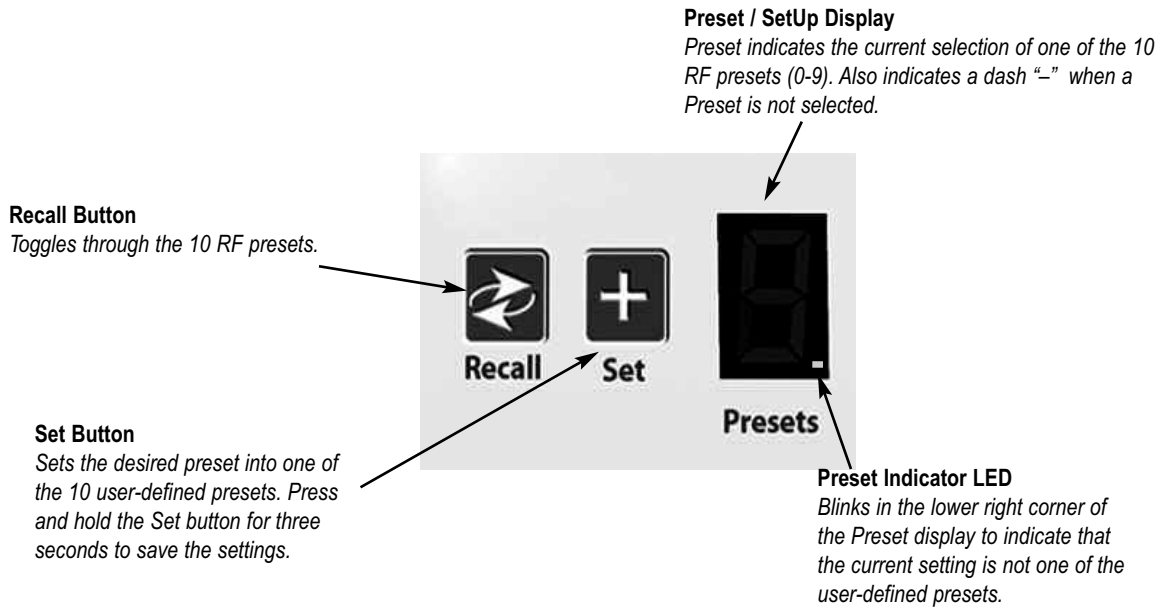 Preset / SetUp Display
Preset indicates the current selection of one of the 10
RF presets (0-9). Also indicates a dash “–” when a
Preset is not selected.
Recall Button
Toggles through the 10 RF presets.
Recall
Set
Presets
Set Button
Sets the desired preset into one of
the 10 user-defined presets. Press
and hold the Set button for three
seconds to save the settings.
Preset Indicator LED
Blinks in the lower right corner of
the Preset display to indicate that
the current setting is not one of the
user-defined presets.